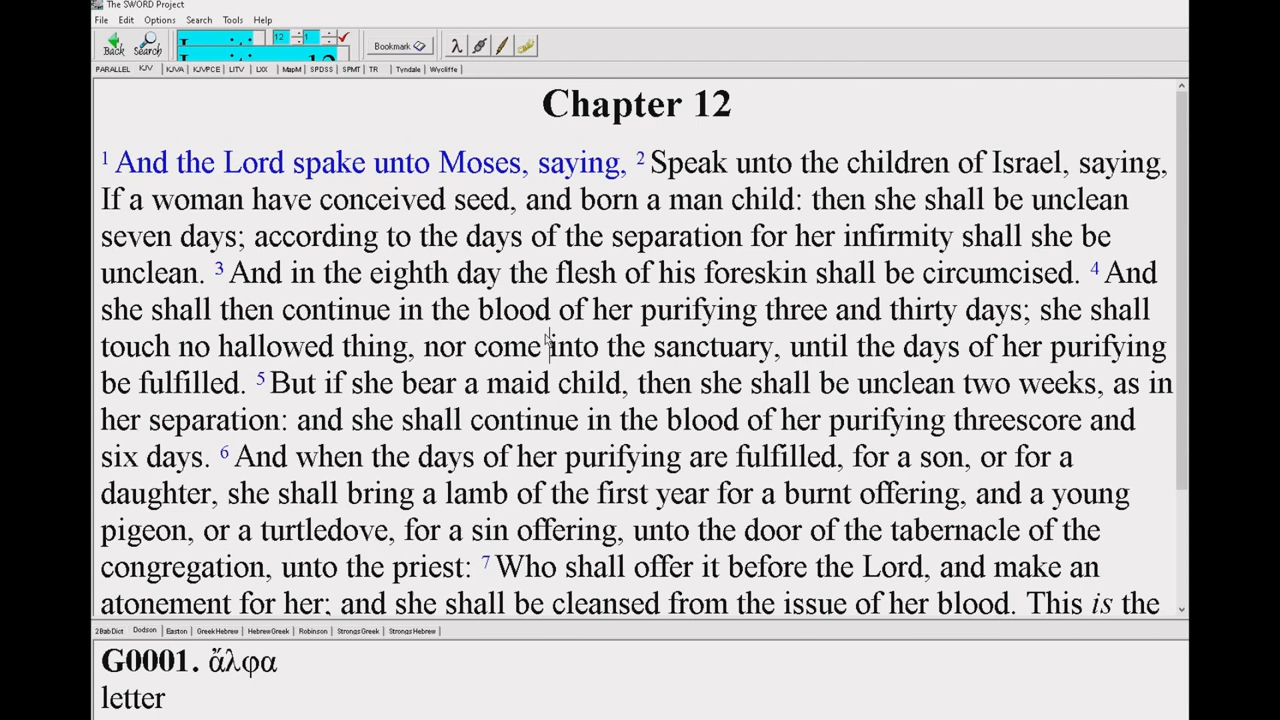 The SWORD Project
File Edit Options Search Tools Help
Back Search 12 1 Bookmark λ
PARALLEL KJV KJVA KJVPCE LITV LXX MapM SPDSS SPMT TR Tyndale Wycliffe
Chapter 12
1 And the Lord spake unto Moses, saying, 2 Speak unto the children of Israel, saying,
If a woman have conceived seed, and born a man child: then she shall be unclean
seven days; according to the days of the separation for her infirmity shall she be
unclean. 3 And in the eighth day the flesh of his foreskin shall be circumcised. 4 And
she shall then continue in the blood of her purifying three and thirty days; she shall
touch no hallowed thing, nor come into the sanctuary, until the days of her purifying
be fulfilled. 5 But if she bear a maid child, then she shall be unclean two weeks, as in
her separation: and she shall continue in the blood of her purifying threescore and
six days. 6 And when the days of her purifying are fulfilled, for a son, or for a
daughter, she shall bring a lamb of the first year for a burnt offering, and a young
pigeon, or a turtledove, for a sin offering, unto the door of the tabernacle of the
congregation, unto the priest: 7 Who shall offer it before the Lord, and make an
atonement for her; and she shall be cleansed from the issue of her blood. This is the
2BabDict Dodson Easton GreekHebrew HebrewGreek Robinson StrongsGreek StrongsHebrew
G0001. ἄλφα
letter